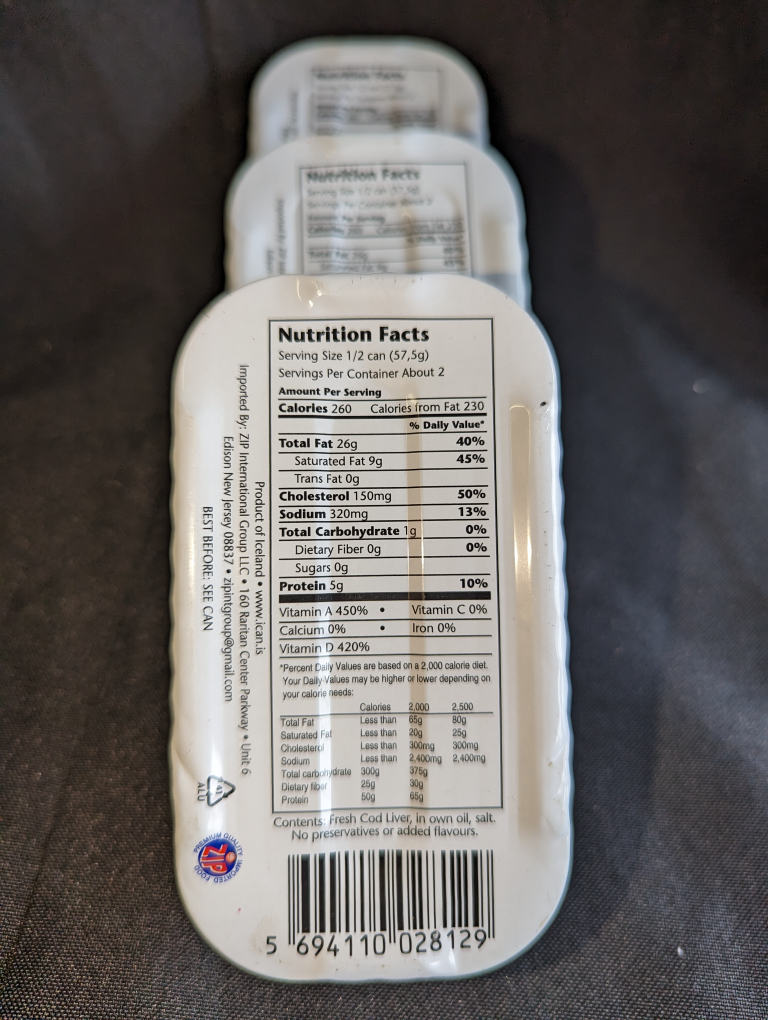 Nutrition Facts
Nutrition Facts
Nutrition Facts
Serving Size 1/2 can (57,5g)
Servings Per Container About 2
Amount Per Serving
Calories 260 Calories from Fat 230
% Daily Value*
Total Fat 26g 40%
Saturated Fat 9g 45%
Trans Fat 0g
Cholesterol 150mg 50%
Sodium 320mg 13%
Total Carbohydrate 1g 0%
Dietary Fiber 0g 0%
Sugars 0g
Protein 5g 10%
Vitamin A 450% • Vitamin C 0%
Calcium 0% • Iron 0%
Vitamin D 420%
*Percent Daily Values are based on a 2,000 calorie diet.
Your Daily Values may be higher or lower depending on
your calorie needs:
Calories 2,000 2,500
Total Fat Less than 65g 80g
Saturated Fat Less than 20g 25g
Cholesterol Less than 300mg 300mg
Sodium Less than 2,400mg 2,400mg
Total carbohydrate 300g 375g
Dietary fiber 25g 30g
Protein 50g 65g
Contents: Fresh Cod Liver, in own oil, salt.
No preservatives or added flavours.
5 694110 028129
Product of Iceland • www.ican.is
Imported By: ZIP International Group LLC • 160 Raritan Center Parkway • Unit 6
Edison New Jersey 08837 • zipintgroup@gmail.com
BEST BEFORE: SEE CAN
41
ALU
PREMIUM QUALITY IMPORTED FOOD
ZIP